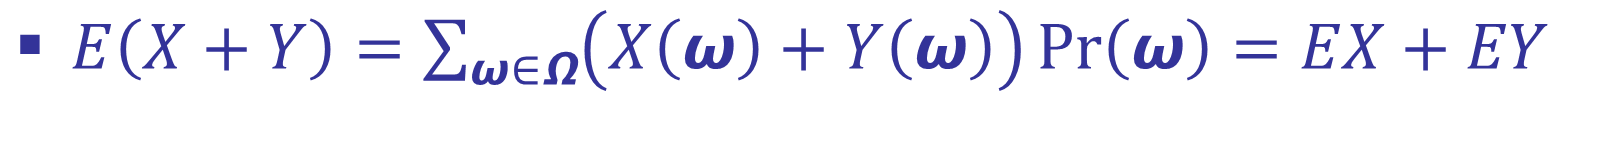 ▪ E(X + Y) = ∑_{ω∈Ω}(X(ω) + Y(ω)) Pr(ω) = EX + EY